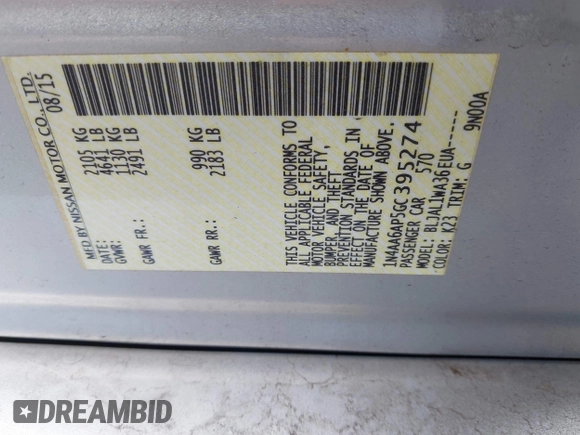 MFD BY NISSAN MOTOR CO., LTD.
DATE: 08/15
GVWR: 2105 KG
4641 LB
GAWR FR: 1130 KG
2491 LB
GAWR RR: 990 KG
2183 LB
THIS VEHICLE CONFORMS TO
ALL APPLICABLE FEDERAL
MOTOR VEHICLE SAFETY,
BUMPER, AND THEFT
PREVENTION STANDARDS IN
EFFECT ON THE DATE OF
MANUFACTURE SHOWN ABOVE.
1N4AA6AP5GC395274
PASSENGER CAR 570
MODEL: BLJAL1WA36EUA-----
COLOR: K23 TRIM: G 9N00A
DREAMBID